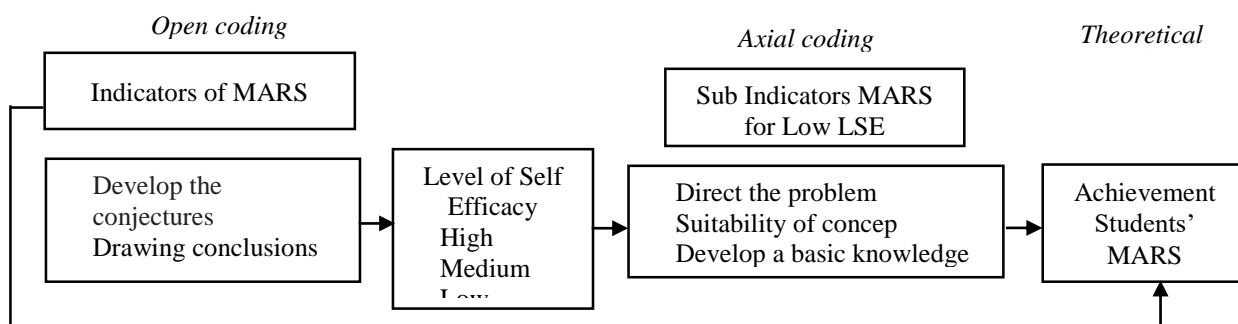 Open coding
Axial coding
Theoretical
Indicators of MARS
Sub Indicators MARS
for Low LSE
Develop the
conjectures
Drawing conclusions
Level of Self
Efficacy
High
Medium
Low
Direct the problem
Suitability of concep
Develop a basic knowledge
Achievement
Students’
MARS